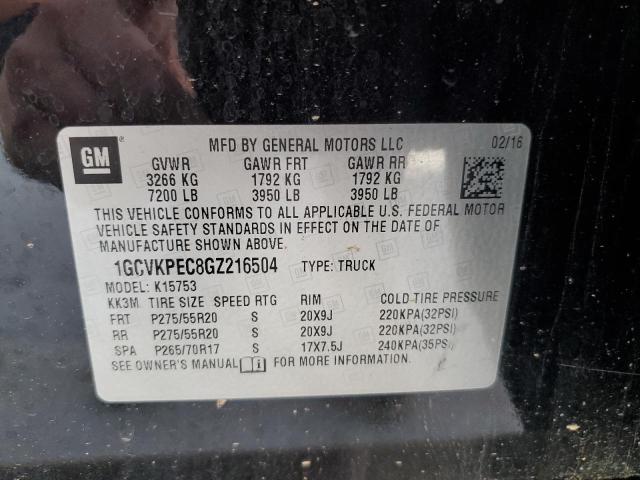 GM MFD BY GENERAL MOTORS LLC 02/16
GVWR GAWR FRT GAWR RR
3266 KG 1792 KG 1792 KG
7200 LB 3950 LB 3950 LB
THIS VEHICLE CONFORMS TO ALL APPLICABLE U.S. FEDERAL MOTOR
VEHICLE SAFETY STANDARDS IN EFFECT ON THE DATE OF
MANUFACTURE SHOWN ABOVE.
1GCVKPEC8GZ216504 TYPE: TRUCK
MODEL: K15753
KK3M TIRE SIZE SPEED RTG RIM COLD TIRE PRESSURE
FRT P275/55R20 S 20X9J 220KPA(32PSI)
RR P275/55R20 S 20X9J 220KPA(32PSI)
SPA P265/70R17 S 17X7.5J 240KPA(35PSI)
SEE OWNER'S MANUAL FOR MORE INFORMATION.